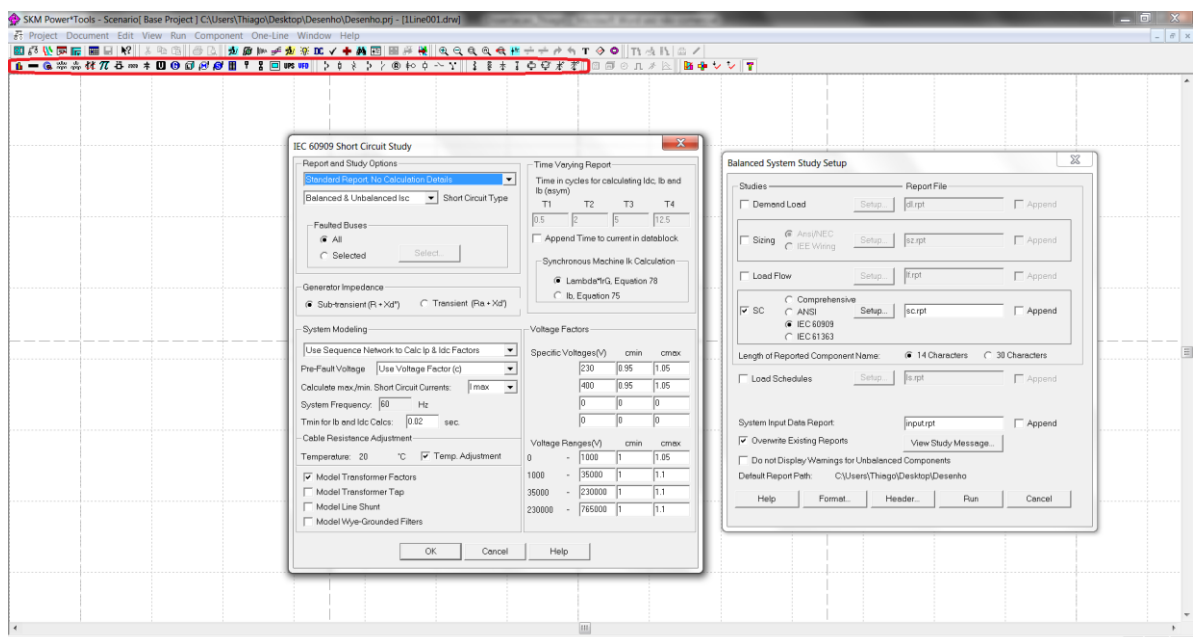 SKM Power*Tools - Scenario[ Base Project ] C:\Users\Thiago\Desktop\Desenho\Desenho.prj - [1Line001.drw]
Project Document Edit View Run Component One-Line Window Help
DC T
UPS VFD
IEC 60909 Short Circuit Study
Report and Study Options
Standard Report, No Calculation Details
Balanced & Unbalanced Isc Short Circuit Type
Faulted Buses
All
Selected Select...
Generator Impedance
Sub-transient (R + Xd") Transient (Ra + Xd')
System Modeling
Use Sequence Network to Calc Ip & Idc Factors
Pre-Fault Voltage Use Voltage Factor (c)
Calculate max./min. Short Circuit Currents: I max
System Frequency: 60 Hz
Tmin for Ib and Idc Calcs: 0.02 sec.
Cable Resistance Adjustment
Temperature: 20 °C Temp. Adjustment
Model Transformer Factors
Model Transformer Tap
Model Line Shunt
Model Wye-Grounded Filters
Time Varying Report
Time in cycles for calculating Idc, Ib and
Ib (asym)
T1 T2 T3 T4
0.5 2 5 12.5
Append Time to current in datablock
Synchronous Machine Ik Calculation
Lambda*IrG, Equation 78
Ib, Equation 75
Voltage Factors
Specific Voltages(V) cmin cmax
230 0.95 1.05
400 0.95 1.05
0 0 0
0 0 0
Voltage Ranges(V) cmin cmax
0 - 1000 1 1.05
1000 - 35000 1 1.1
35000 - 230000 1 1.1
230000 - 765000 1 1.1
OK Cancel Help
Balanced System Study Setup
Studies Report File
Demand Load Setup... dl.rpt Append
Sizing Ansi/NEC Setup... sz.rpt Append
IEE Wiring
Load Flow Setup... lf.rpt Append
Comprehensive
SC ANSI Setup... sc.rpt Append
IEC 60909
IEC 61363
Length of Reported Component Name: 14 Characters 30 Characters
Load Schedules Setup... ls.rpt Append
System Input Data Report: input.rpt Append
Overwrite Existing Reports View Study Message...
Do not Display Warnings for Unbalanced Components
Default Report Path: C:\Users\Thiago\Desktop\Desenho
Help Format... Header... Run Cancel